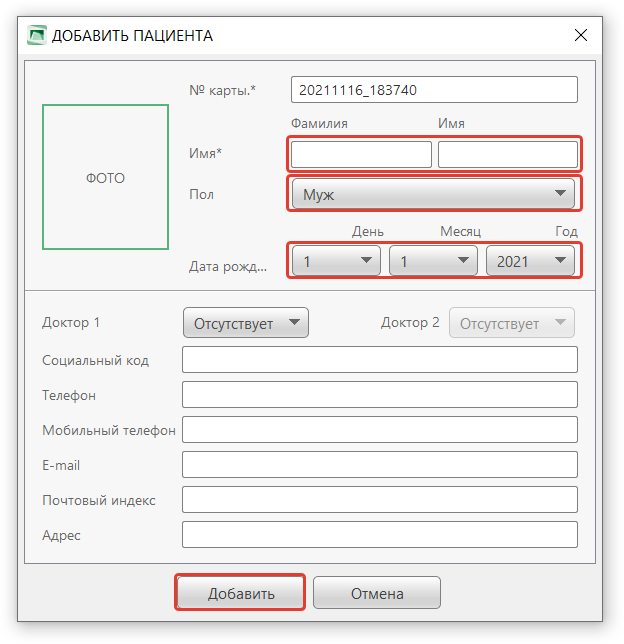 ДОБАВИТЬ ПАЦИЕНТА
ФОТО
№ карты.* 20211116_183740
Фамилия Имя
Имя*
Пол Муж
День Месяц Год
Дата рожд... 1 1 2021
Доктор 1 Отсутствует Доктор 2 Отсутствует
Социальный код
Телефон
Мобильный телефон
E-mail
Почтовый индекс
Адрес
Добавить Отмена